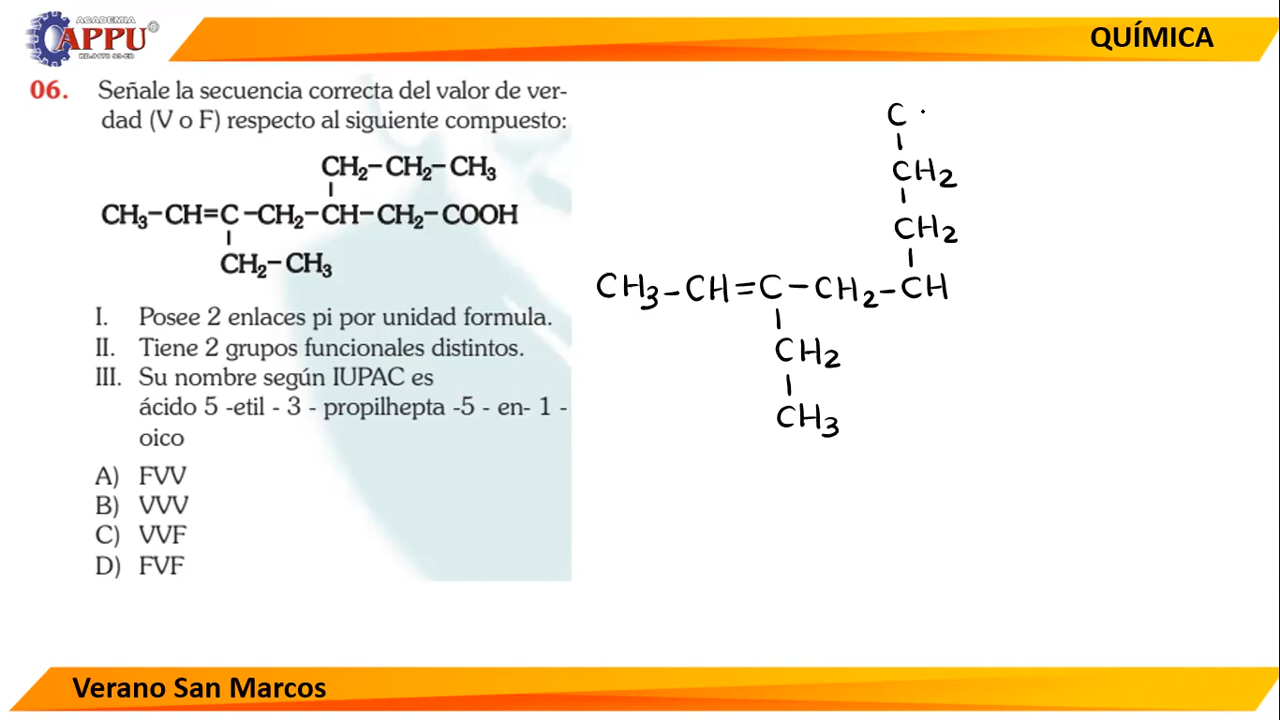 ACADEMIA
APPU®
QUÍMICA
06. Señale la secuencia correcta del valor de ver-
dad (V o F) respecto al siguiente compuesto:
CH₂–CH₂–CH₃
CH₃–CH=C–CH₂–CH–CH₂–COOH
CH₂–CH₃
I. Posee 2 enlaces pi por unidad formula.
II. Tiene 2 grupos funcionales distintos.
III. Su nombre según IUPAC es
ácido 5 -etil - 3 - propilhepta -5 - en- 1 -
oico
A) FVV
B) VVV
C) VVF
D) FVF
C
CH₂
CH₂
CH₃–CH=C–CH₂–CH
CH₂
CH₃
Verano San Marcos